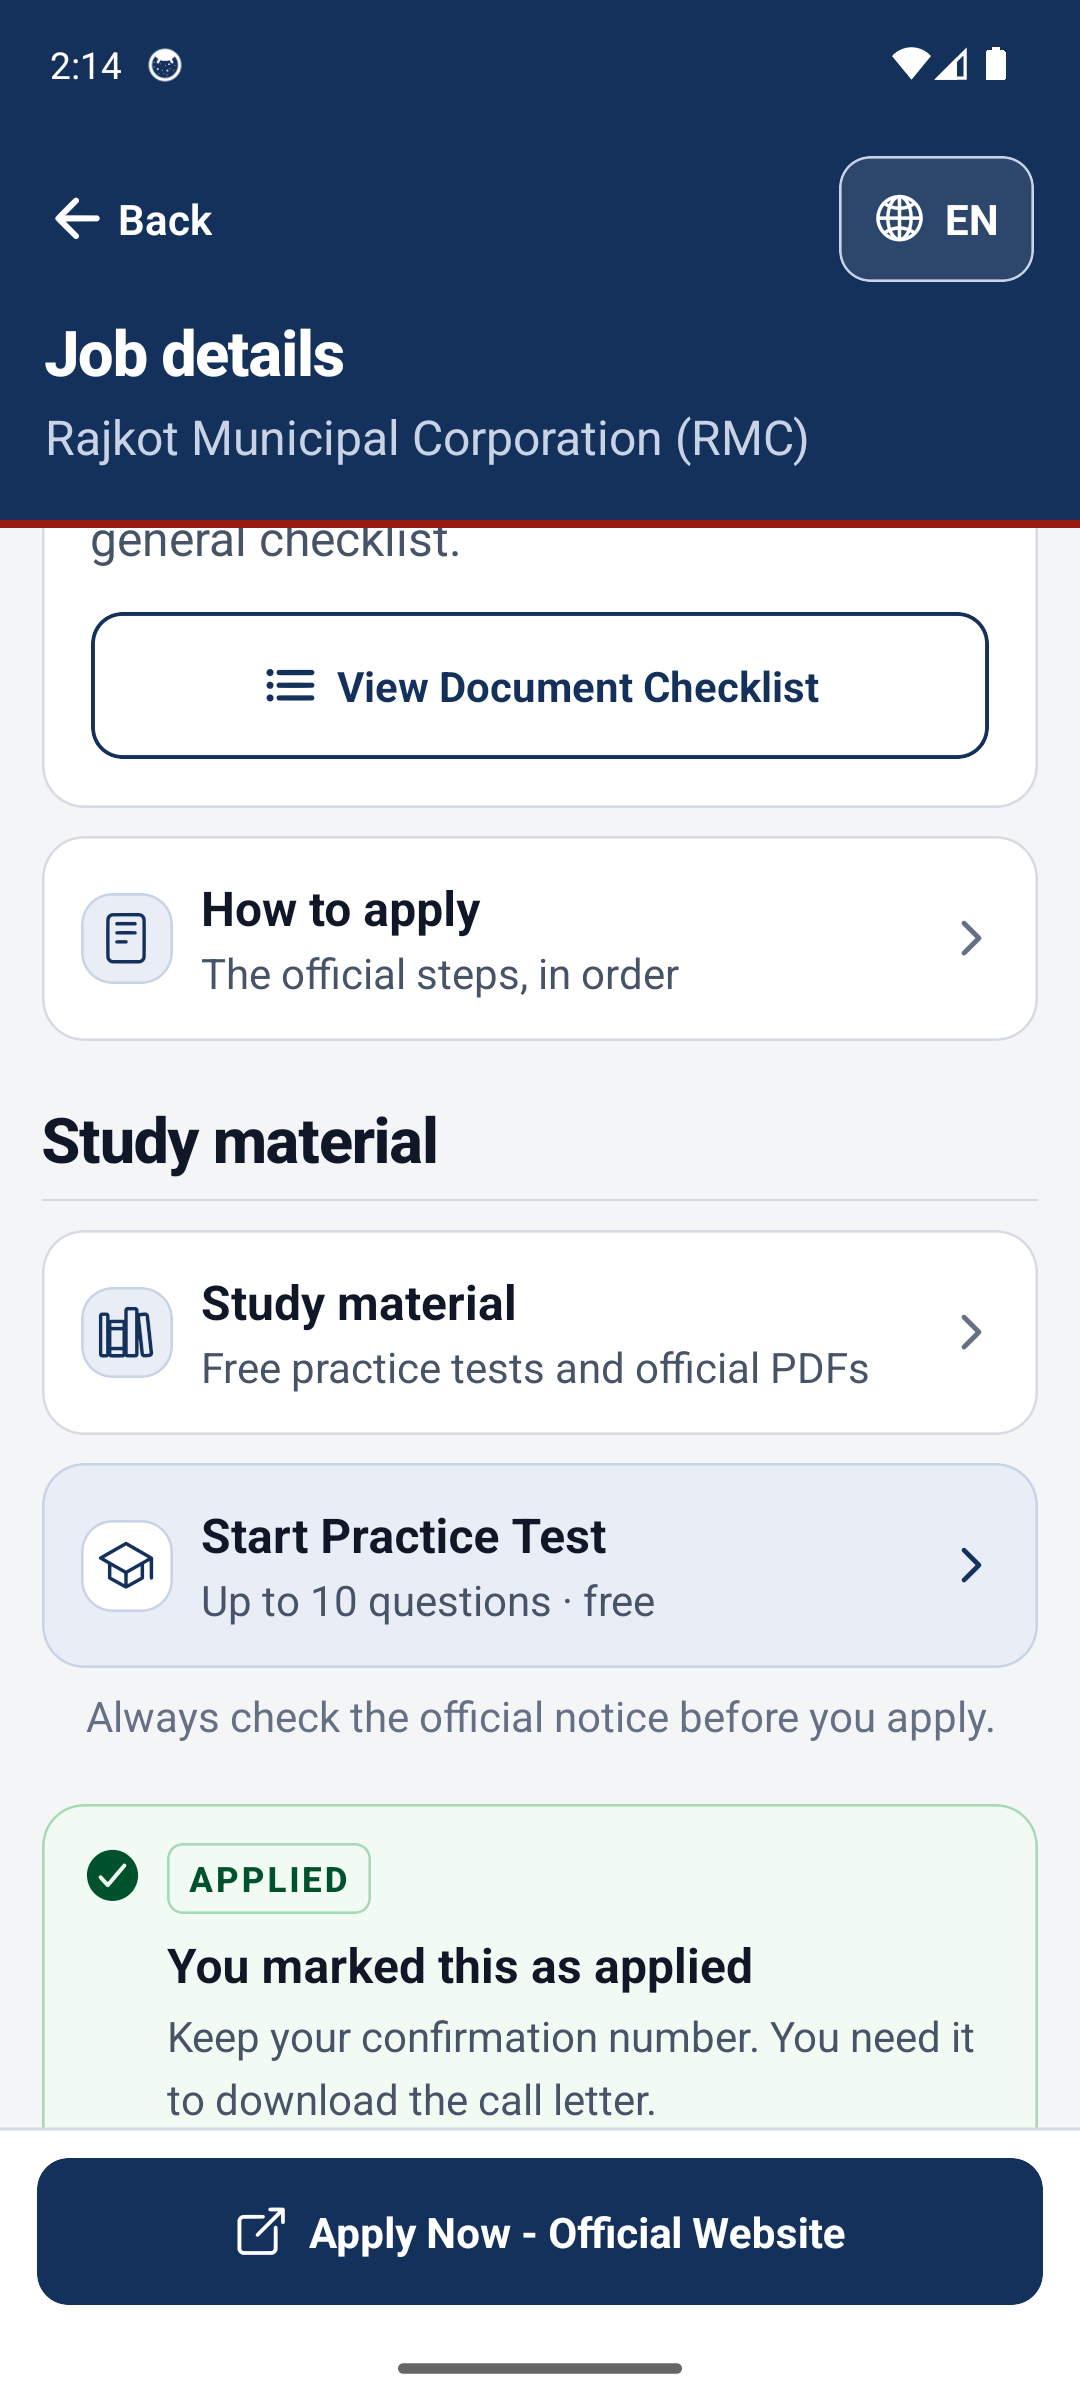 2:14
Back
EN
Job details
Rajkot Municipal Corporation (RMC)
general checklist.
View Document Checklist
How to apply
The official steps, in order
Study material
Study material
Free practice tests and official PDFs
Start Practice Test
Up to 10 questions · free
Always check the official notice before you apply.
APPLIED
You marked this as applied
Keep your confirmation number. You need it
to download the call letter.
Apply Now - Official Website